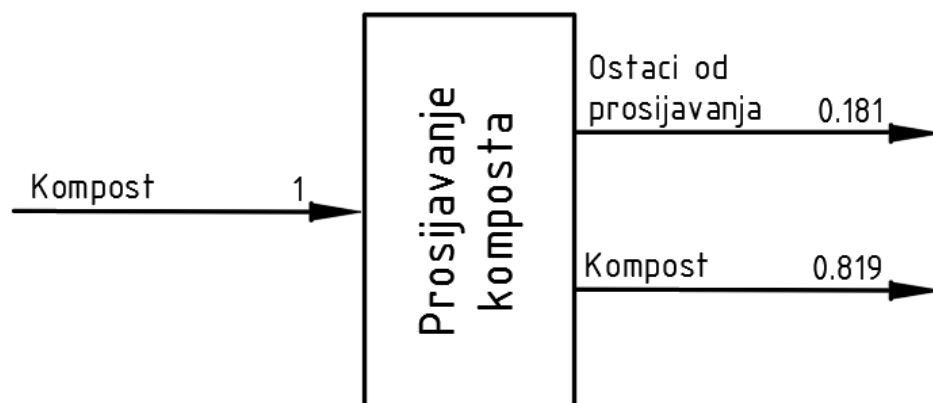 Kompost 1
Prosijavanje
komposta
Ostaci od
prosijavanja 0.181
Kompost 0.819